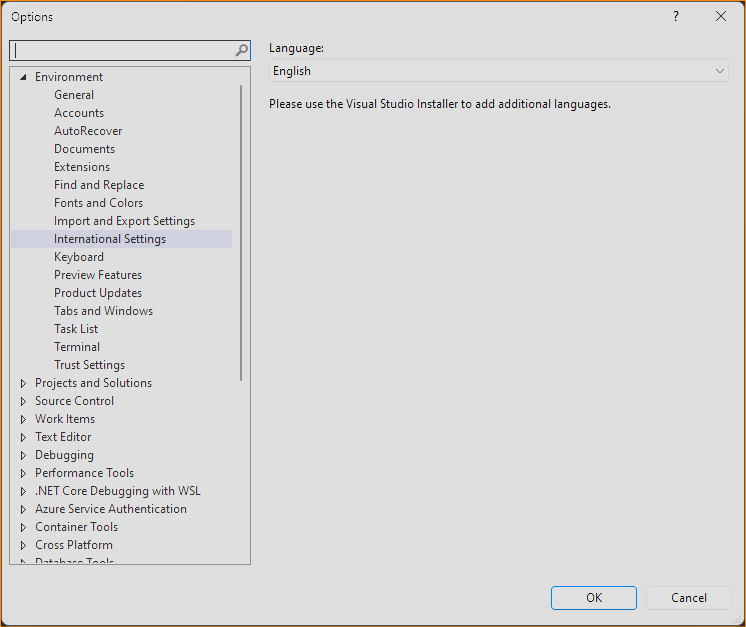 Options
?
Language:
English
Please use the Visual Studio Installer to add additional languages.
Environment
General
Accounts
AutoRecover
Documents
Extensions
Find and Replace
Fonts and Colors
Import and Export Settings
International Settings
Keyboard
Preview Features
Product Updates
Tabs and Windows
Task List
Terminal
Trust Settings
Projects and Solutions
Source Control
Work Items
Text Editor
Debugging
Performance Tools
.NET Core Debugging with WSL
Azure Service Authentication
Container Tools
Cross Platform
Database Tools
OK
Cancel